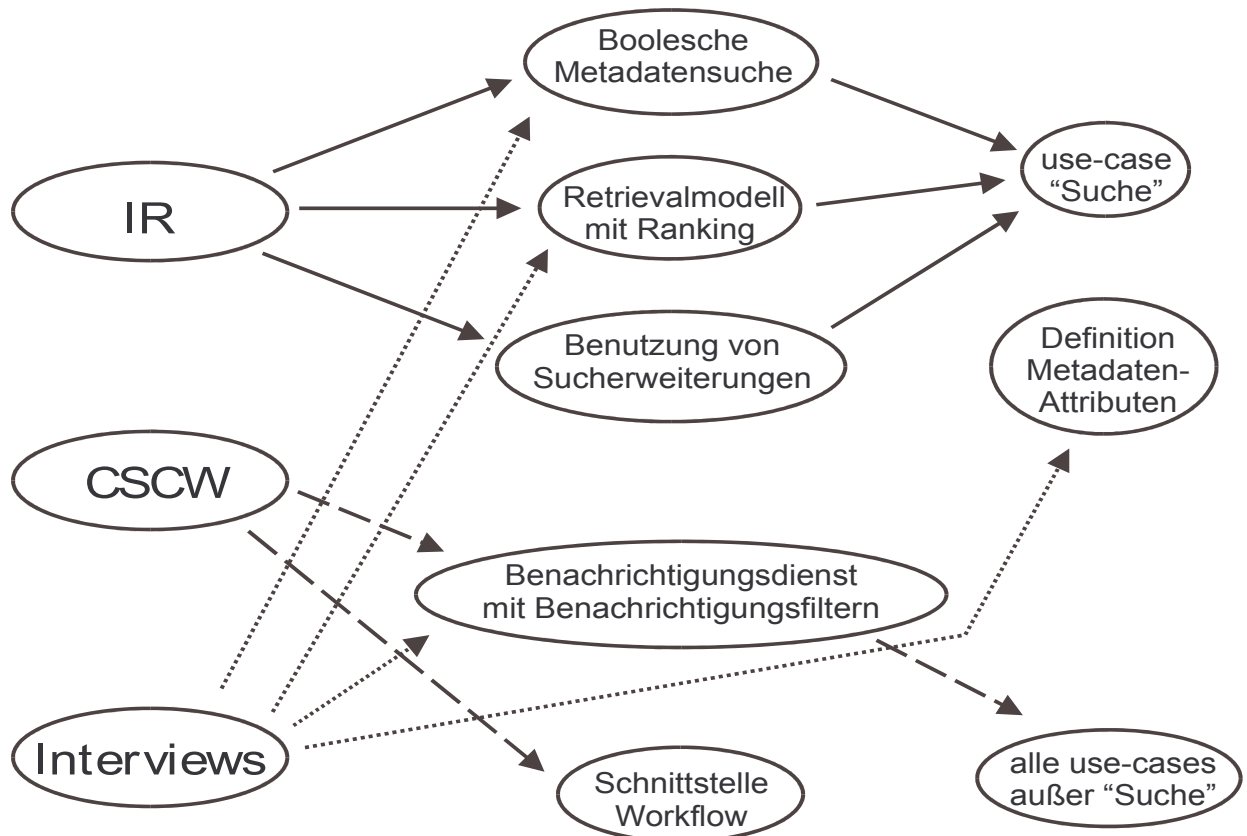 Boolesche
Metadatensuche
use-case
“Suche”
IR
Retrievalmodell
mit Ranking
Benutzung von
Sucherweiterungen
Definition
Metadaten-
Attributen
CSCW
Benachrichtigungsdienst
mit Benachrichtigungsfiltern
Interviews
Schnittstelle
Workflow
alle use-cases
außer “Suche”